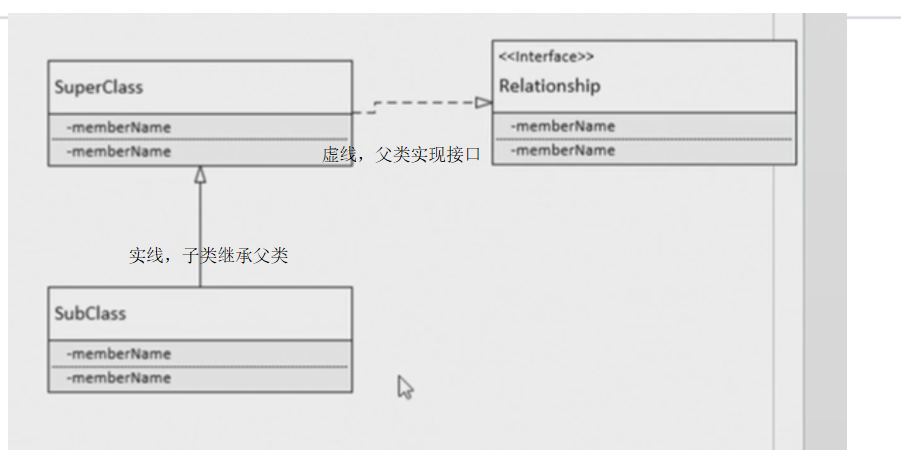 <<Interface>>
Relationship
-memberName
-memberName
SuperClass
-memberName
-memberName
虚线，父类实现接口
实线，子类继承父类
SubClass
-memberName
-memberName